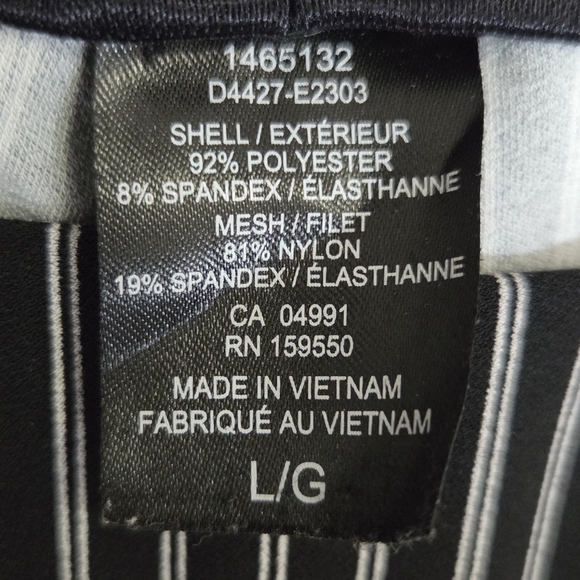 1465132
D4427-E2303
SHELL / EXTÉRIEUR
92% POLYESTER
8% SPANDEX / ÉLASTHANNE
MESH / FILET
81% NYLON
19% SPANDEX / ÉLASTHANNE
CA 04991
RN 159550
MADE IN VIETNAM
FABRIQUÉ AU VIETNAM
L/G